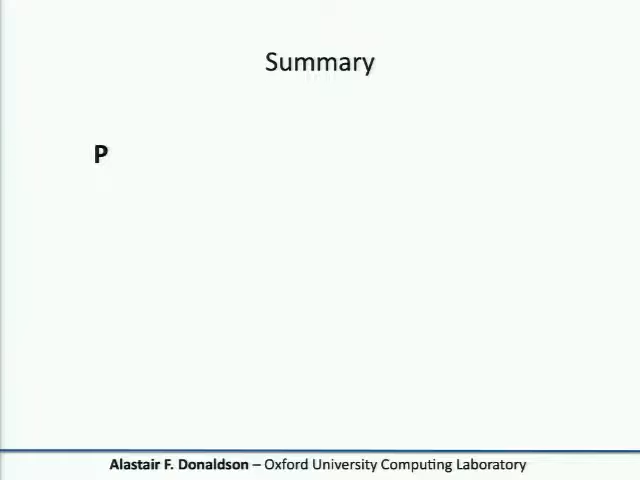 Summary
P
Alastair F. Donaldson – Oxford University Computing Laboratory